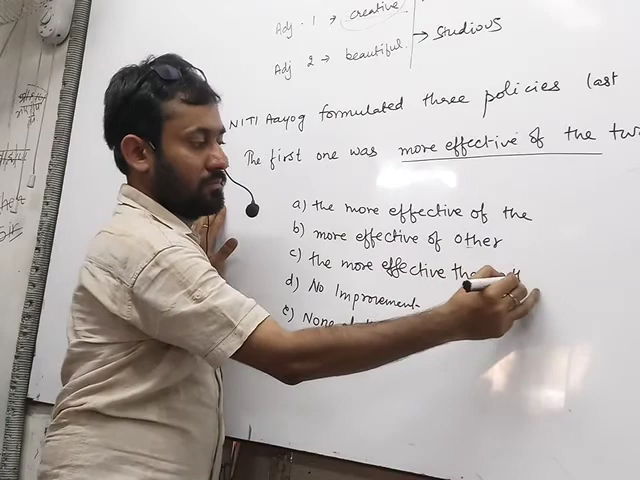 Adj. 1 → creative
→ Studious
Adj 2 → beautiful.
NITI Aayog formulated three policies last
The first one was more effective of the two
a) the more effective of the
b) more effective of other
c) the more effective
d) No Improvement
e) None